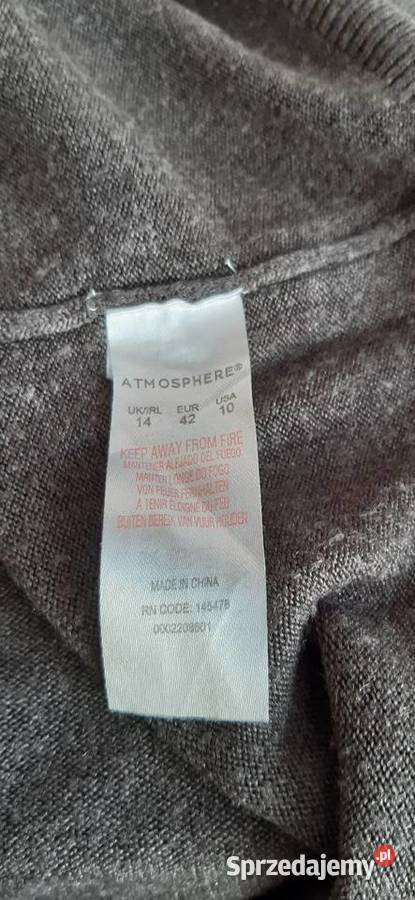 ATMOSPHERE®
UK/IRL EUR USA
14 42 10
KEEP AWAY FROM FIRE
MANTENER ALEJADO DEL FUEGO
MANTER LONGE DO FOGO
VON FEUER FERNHALTEN
A TENIR ÉLOIGNÉ DU FEU
BUITEN BEREIK VAN VUUR HOUDEN
MADE IN CHINA
RN CODE: 145476
0002208601
Sprzedajemy.pl